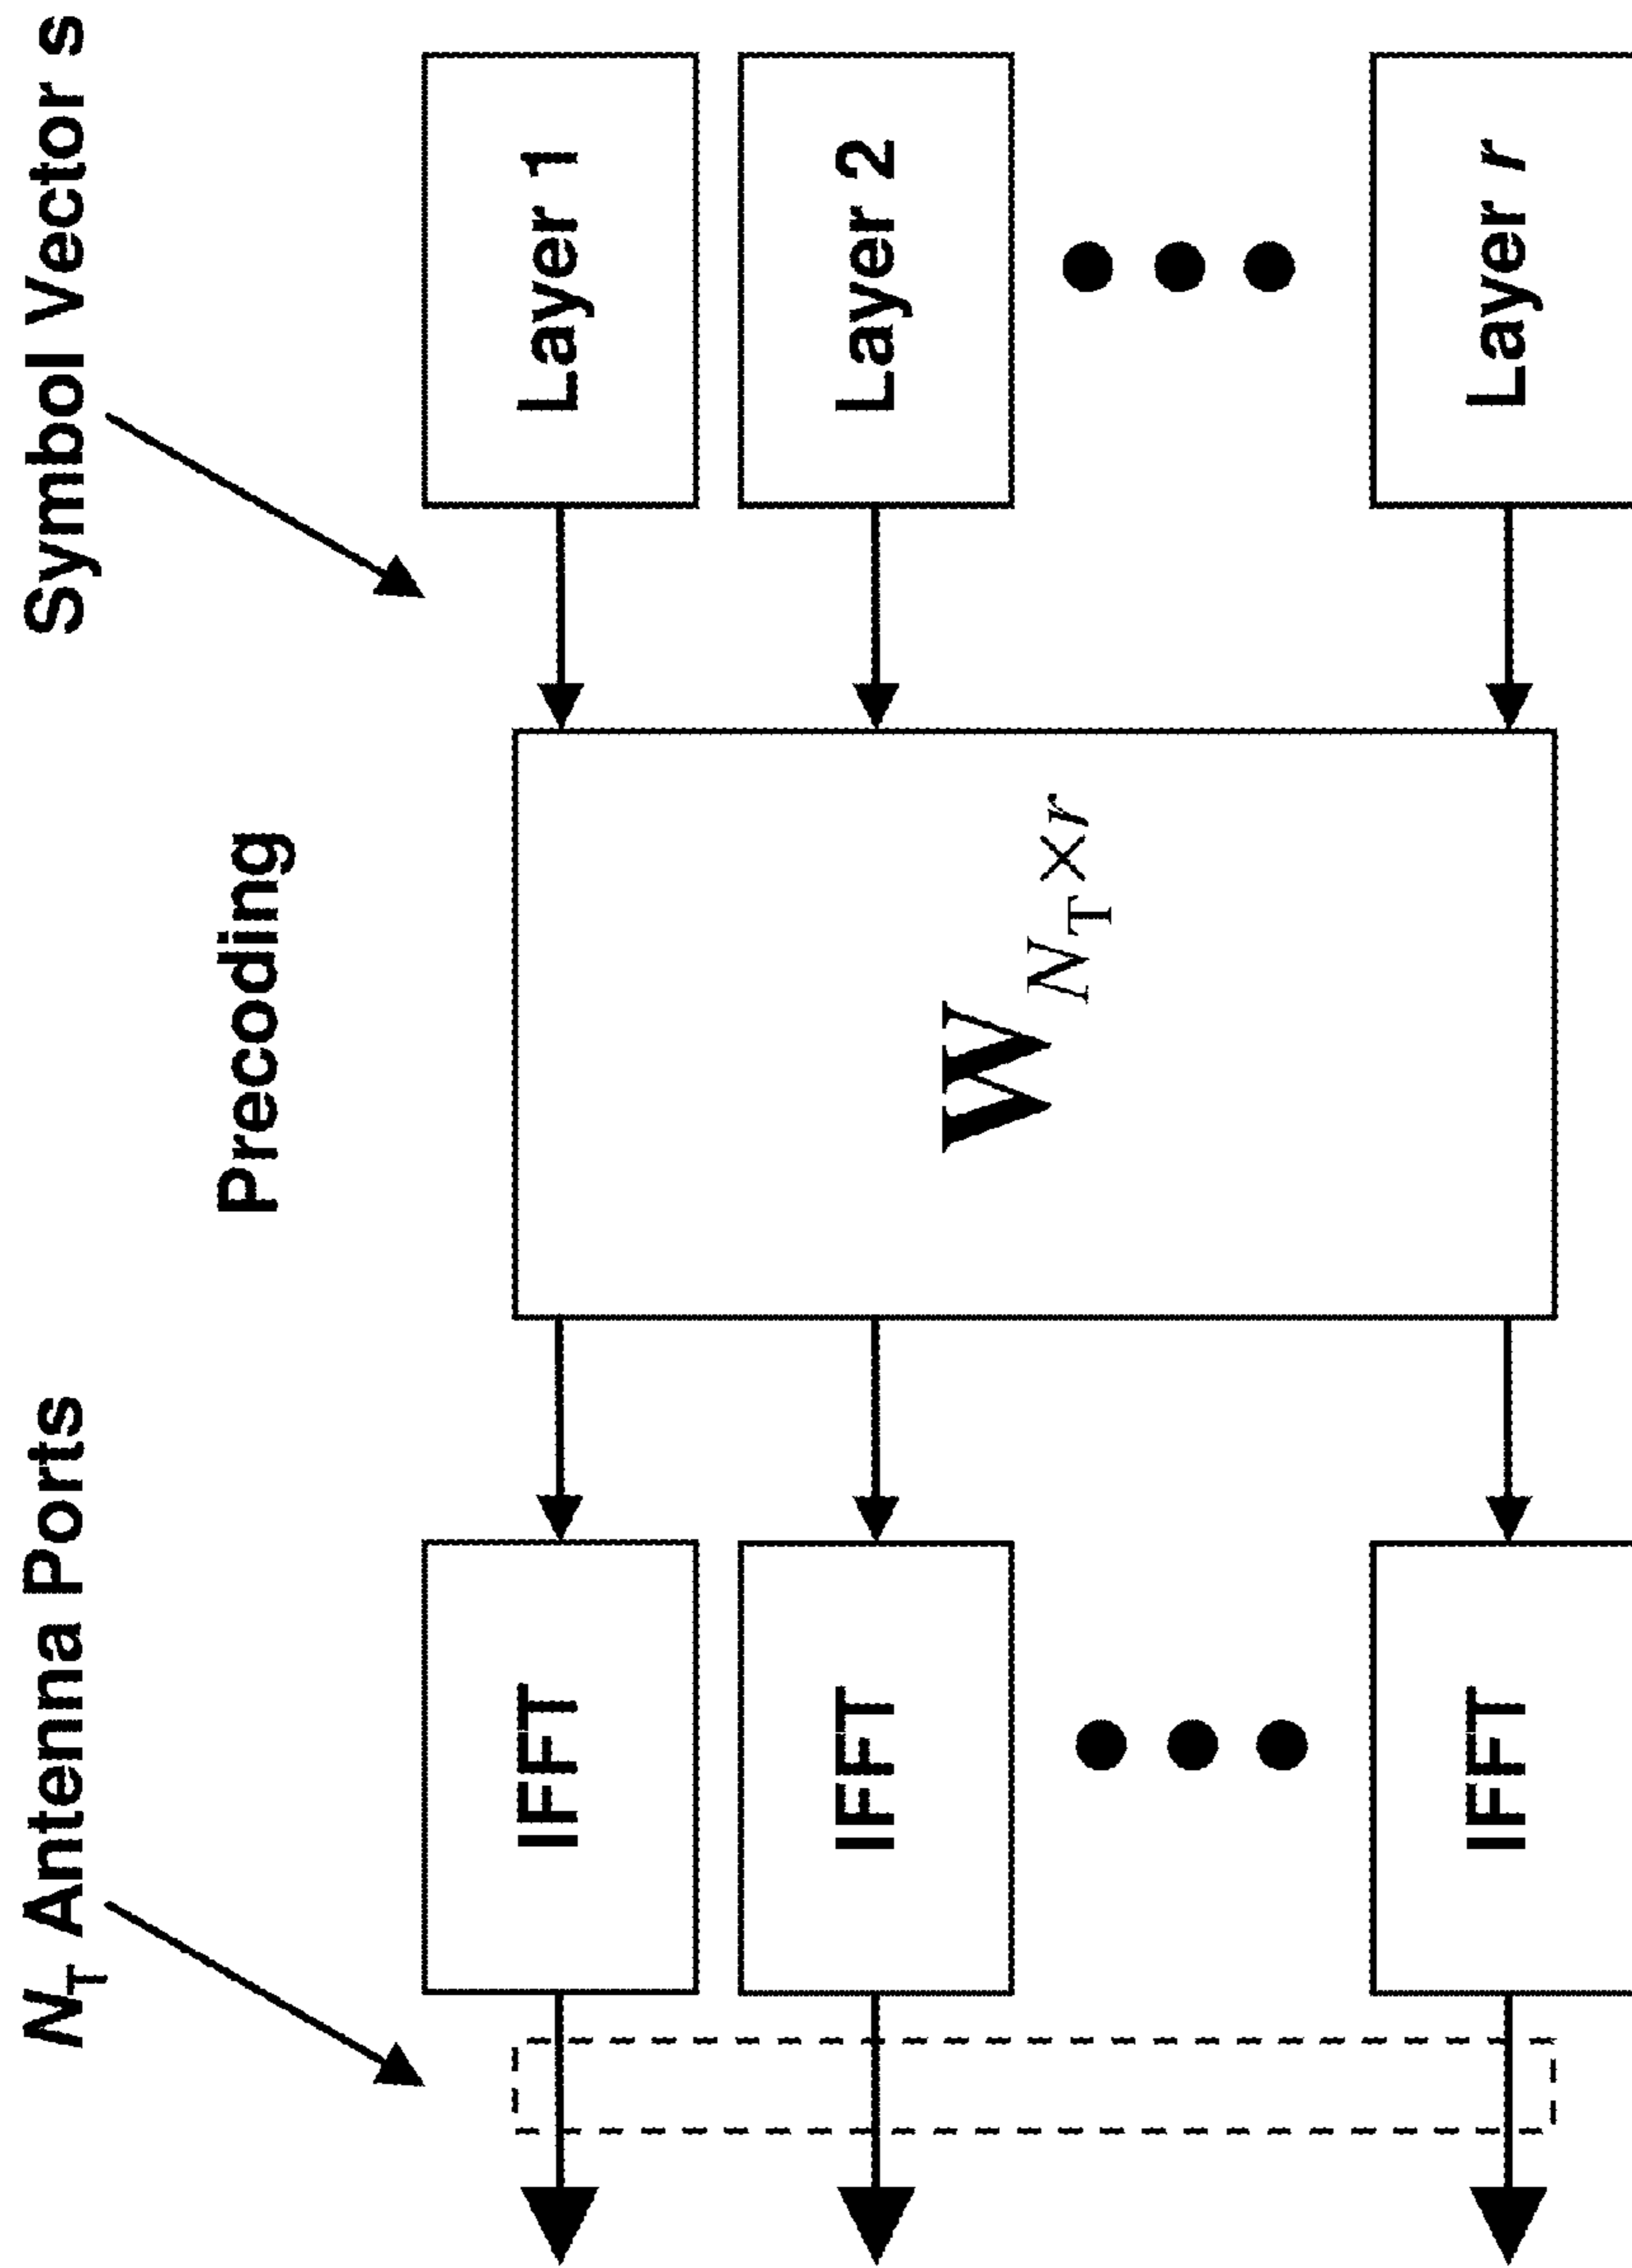 N_T Antenna Ports
Symbol Vector s
Precoding
IFFT
Layer 1
IFFT
W_{N_T×r}
Layer 2
IFFT
Layer r